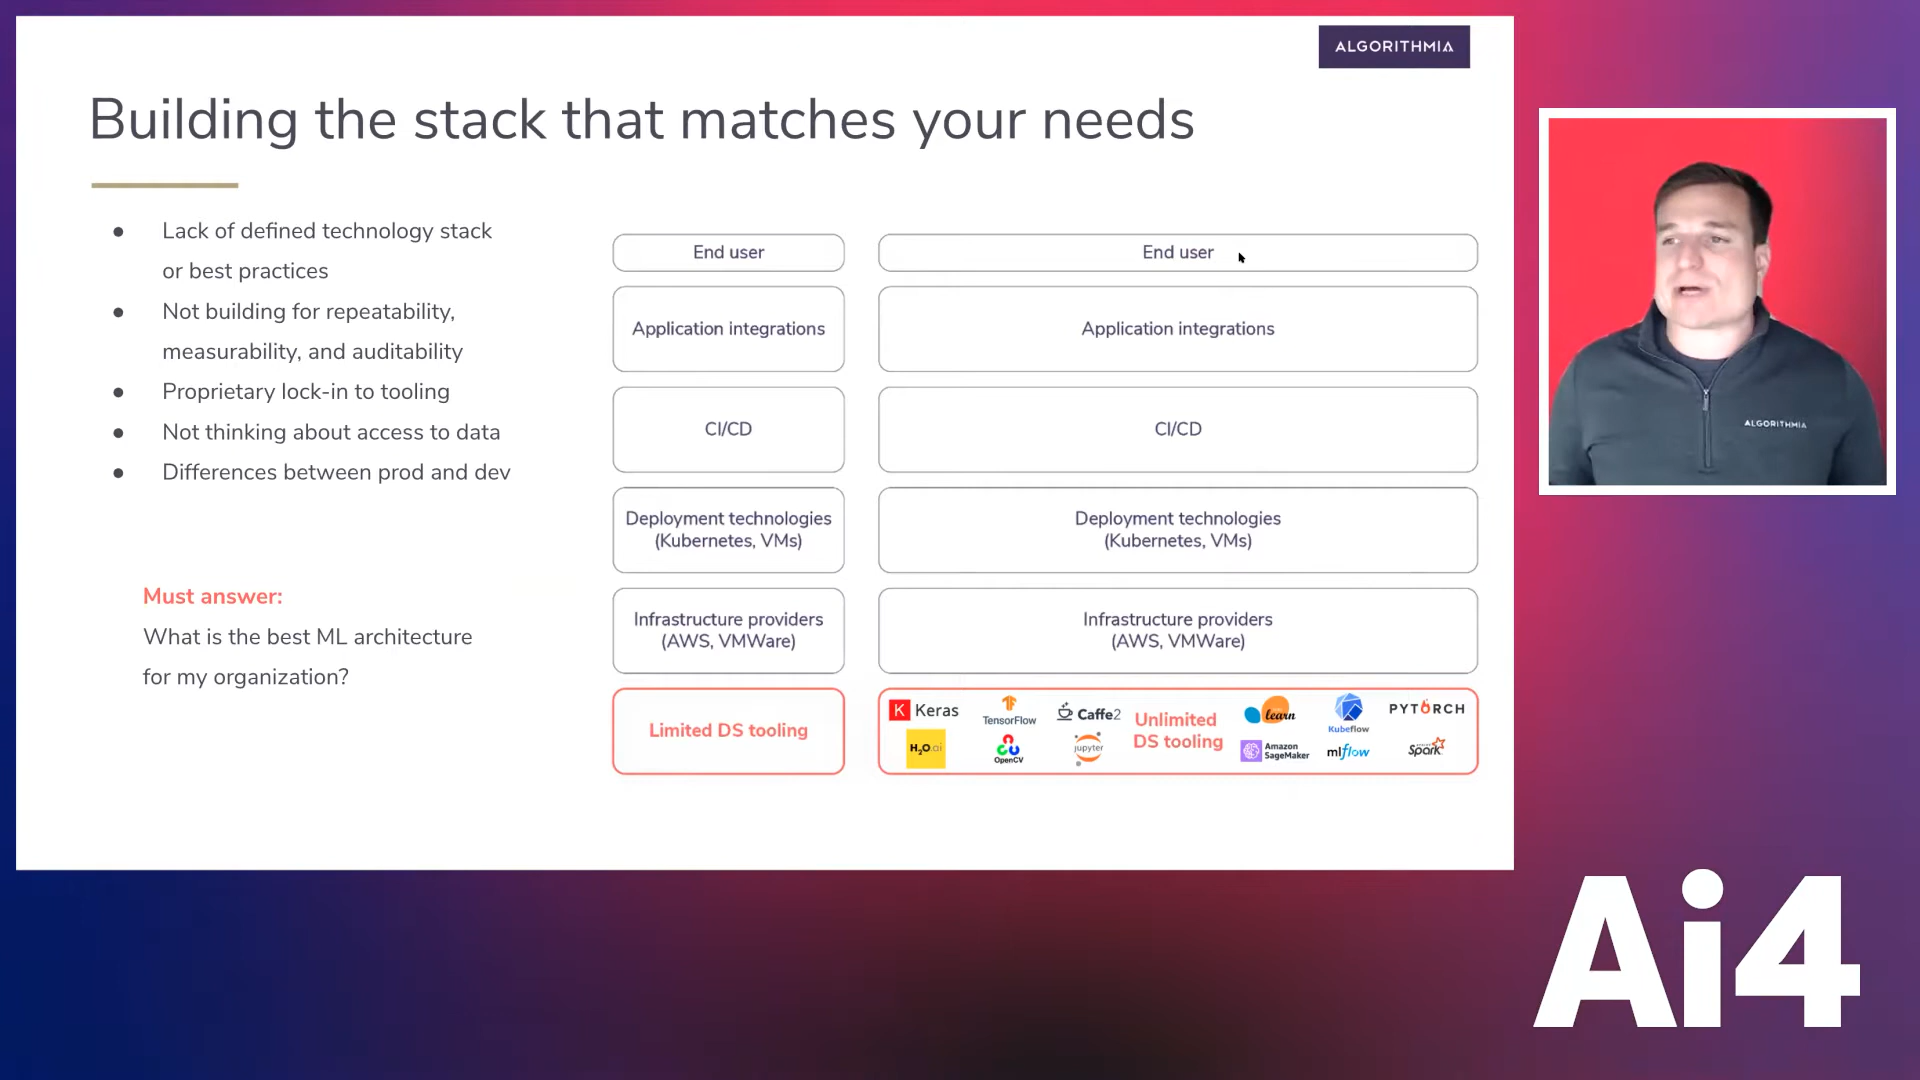 ALGORITHMIA
Building the stack that matches your needs
● Lack of defined technology stack
or best practices
● Not building for repeatability,
measurability, and auditability
● Proprietary lock-in to tooling
● Not thinking about access to data
● Differences between prod and dev
Must answer:
What is the best ML architecture
for my organization?
End user
Application integrations
CI/CD
Deployment technologies
(Kubernetes, VMs)
Infrastructure providers
(AWS, VMWare)
Limited DS tooling
End user
Application integrations
CI/CD
Deployment technologies
(Kubernetes, VMs)
Infrastructure providers
(AWS, VMWare)
K Keras
TensorFlow
Caffe2
H2O.ai
OpenCV
jupyter
Unlimited
DS tooling
learn
Kubeflow
PYTORCH
Amazon
SageMaker
mlflow
Spark
ALGORITHMIA
Ai4